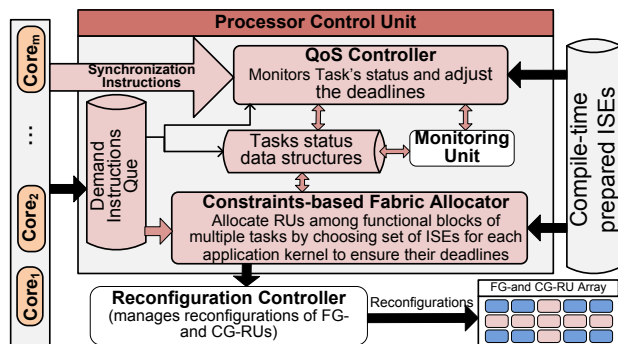 Processor Control Unit
Core_m
...
Core_2
Core_1
Synchronization
Instructions
QoS Controller
Monitors Task's status and adjust
the deadlines
Demand
Instructions
Que
Tasks status
data structures
Monitoring
Unit
Constraints-based Fabric Allocator
Allocate RUs among functional blocks of
multiple tasks by choosing set of ISEs for each
application kernel to ensure their deadlines
Compile-time
prepared ISEs
Reconfiguration Controller
(manages reconfigurations of FG-
and CG-RUs)
Reconfigurations
FG-and CG-RU Array